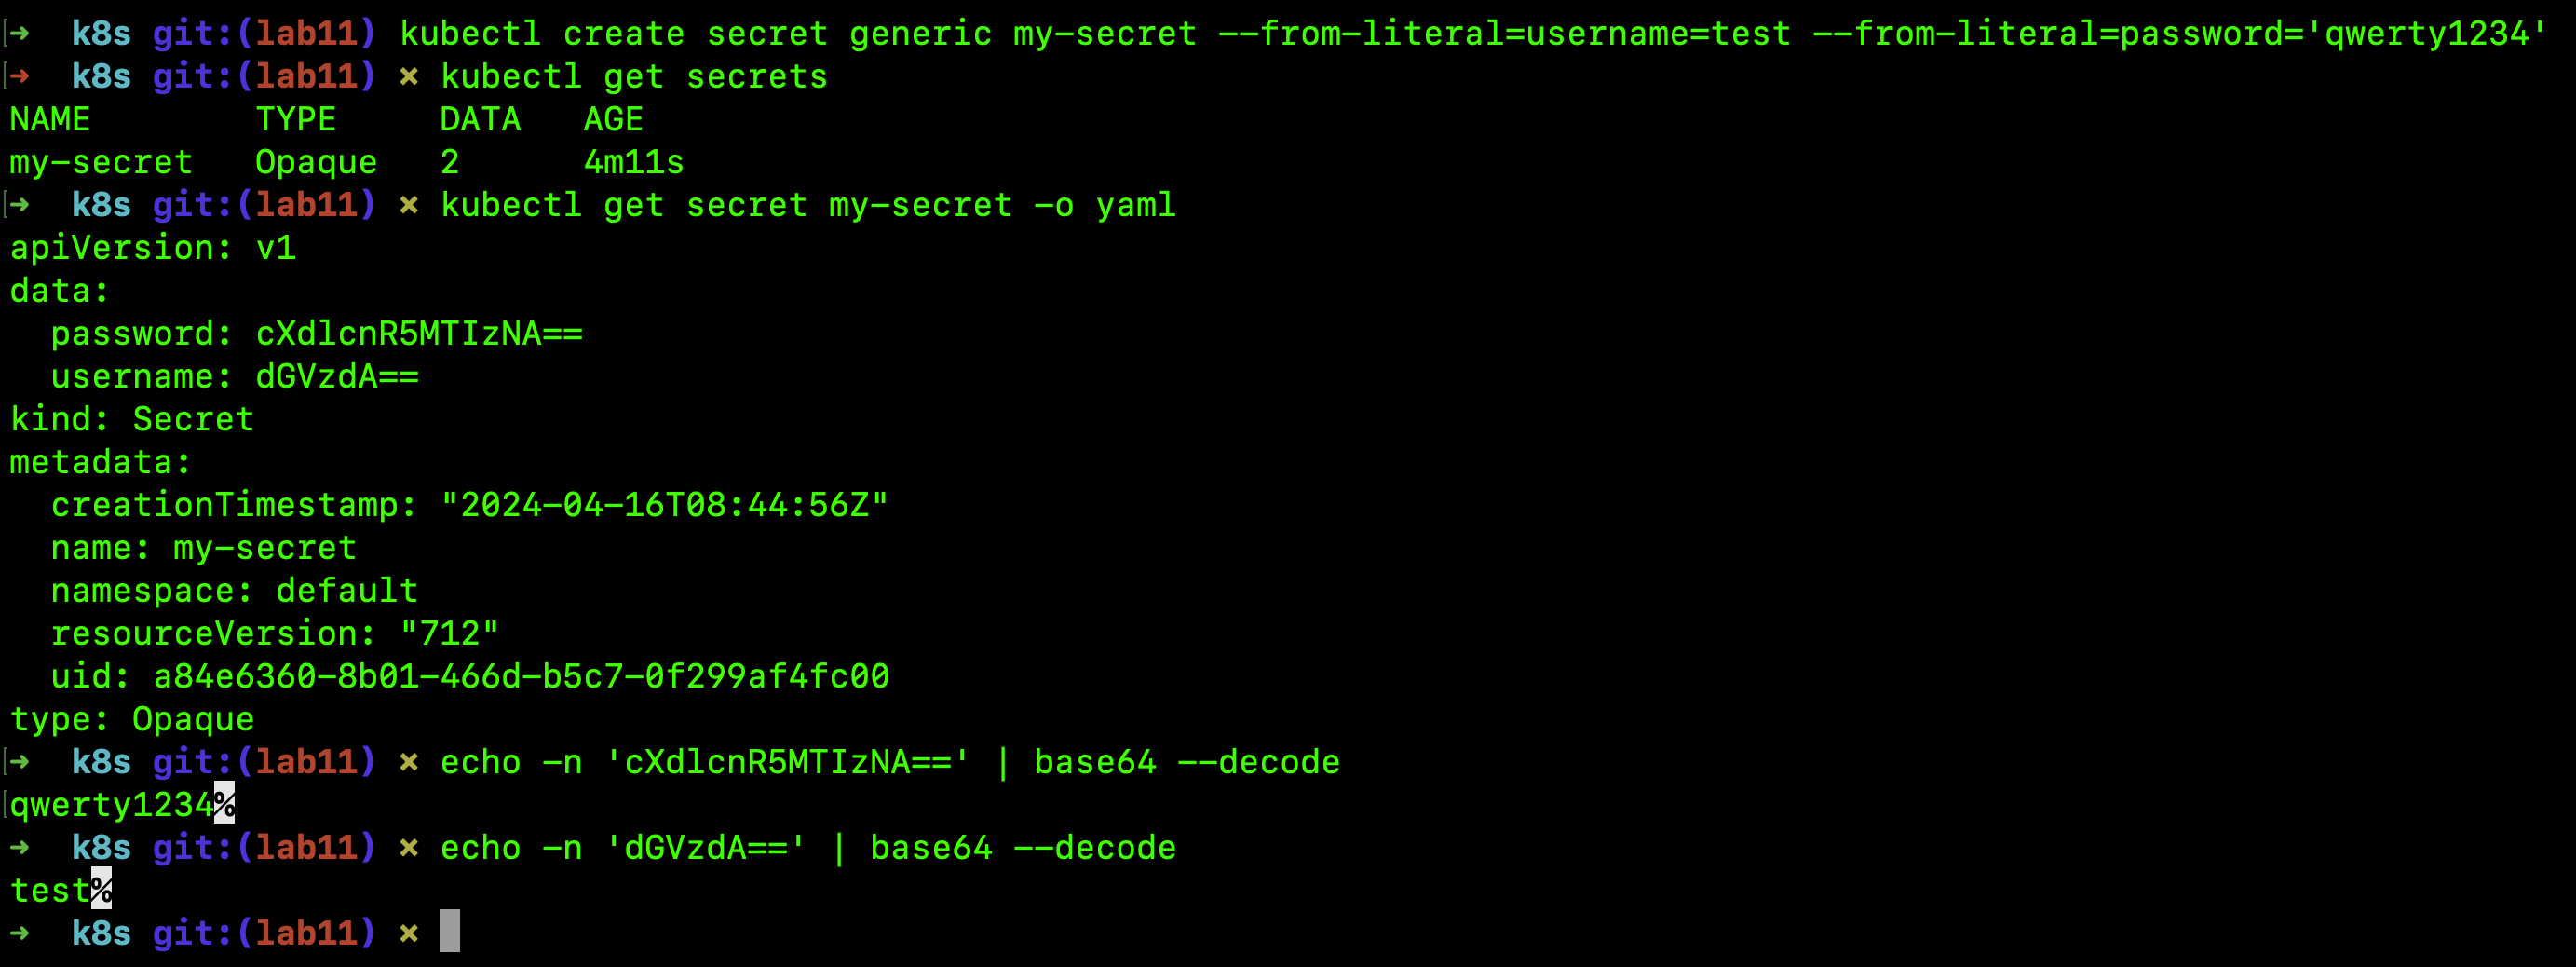 ➜  k8s git:(lab11) kubectl create secret generic my-secret --from-literal=username=test --from-literal=password='qwerty1234'
➜  k8s git:(lab11) × kubectl get secrets
NAME        TYPE     DATA   AGE
my-secret   Opaque   2      4m11s
➜  k8s git:(lab11) × kubectl get secret my-secret -o yaml
apiVersion: v1
data:
  password: cXdlcnR5MTIzNA==
  username: dGVzdA==
kind: Secret
metadata:
  creationTimestamp: "2024-04-16T08:44:56Z"
  name: my-secret
  namespace: default
  resourceVersion: "712"
  uid: a84e6360-8b01-466d-b5c7-0f299af4fc00
type: Opaque
➜  k8s git:(lab11) × echo -n 'cXdlcnR5MTIzNA==' | base64 --decode
qwerty1234%
➜  k8s git:(lab11) × echo -n 'dGVzdA==' | base64 --decode
test%
➜  k8s git:(lab11) ×